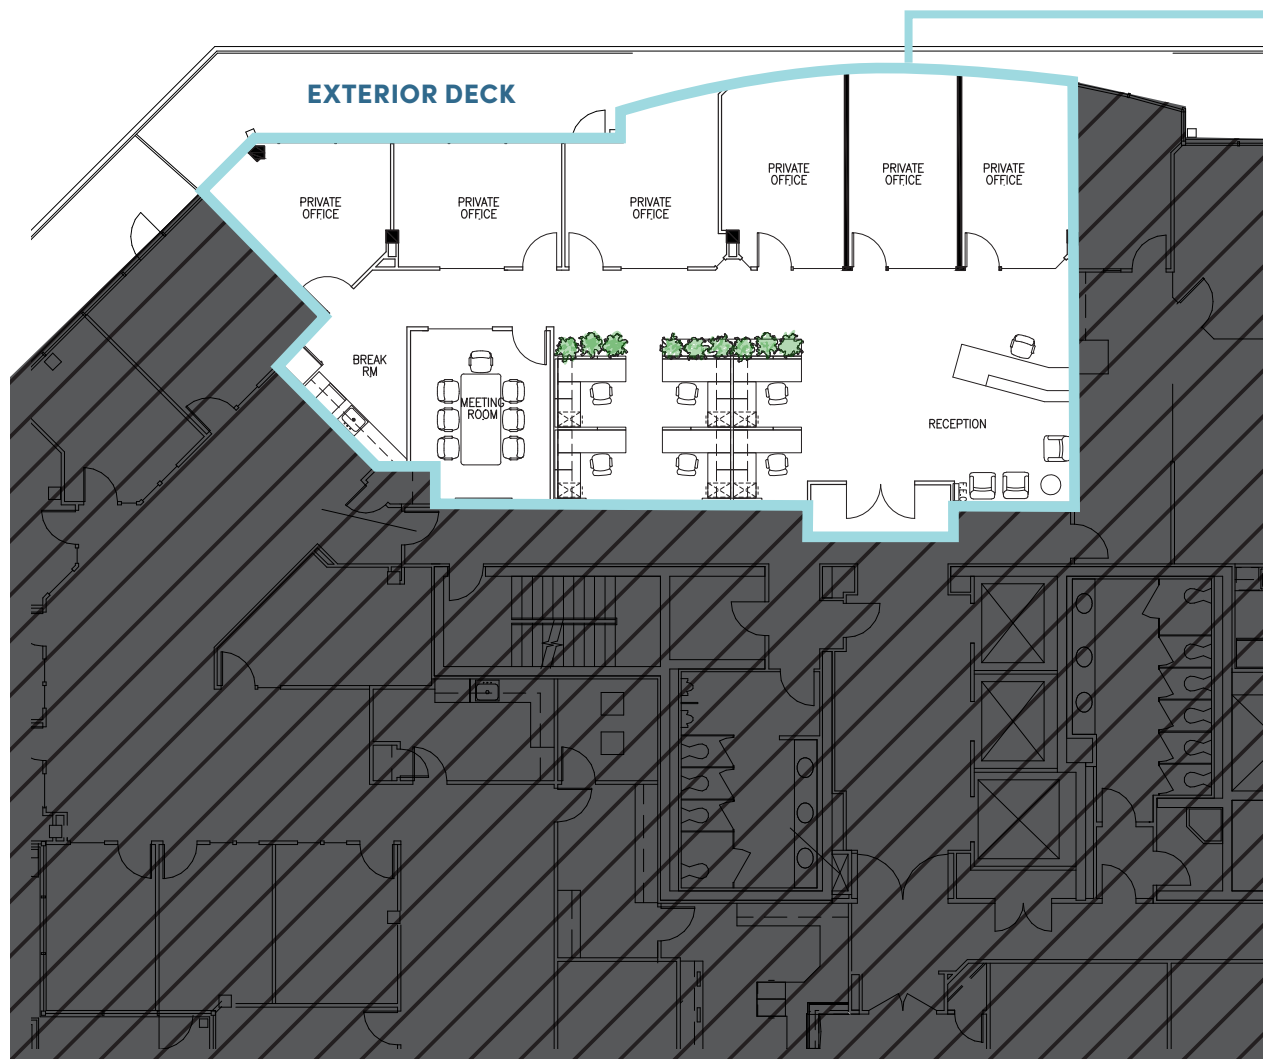 EXTERIOR DECK
PRIVATE
OFFICE
PRIVATE
OFFICE
PRIVATE
OFFICE
PRIVATE
OFFICE
PRIVATE
OFFICE
PRIVATE
OFFICE
BREAK
RM
MEETING
ROOM
RECEPTION